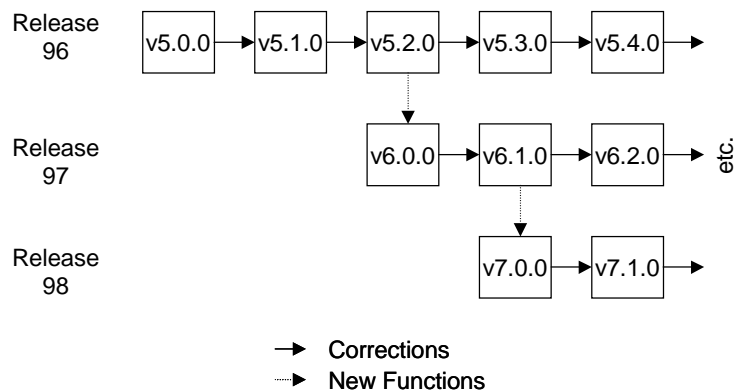 Release
96
v5.0.0 v5.1.0 v5.2.0 v5.3.0 v5.4.0
Release
97
v6.0.0 v6.1.0 v6.2.0
etc.
Release
98
v7.0.0 v7.1.0
Corrections
New Functions